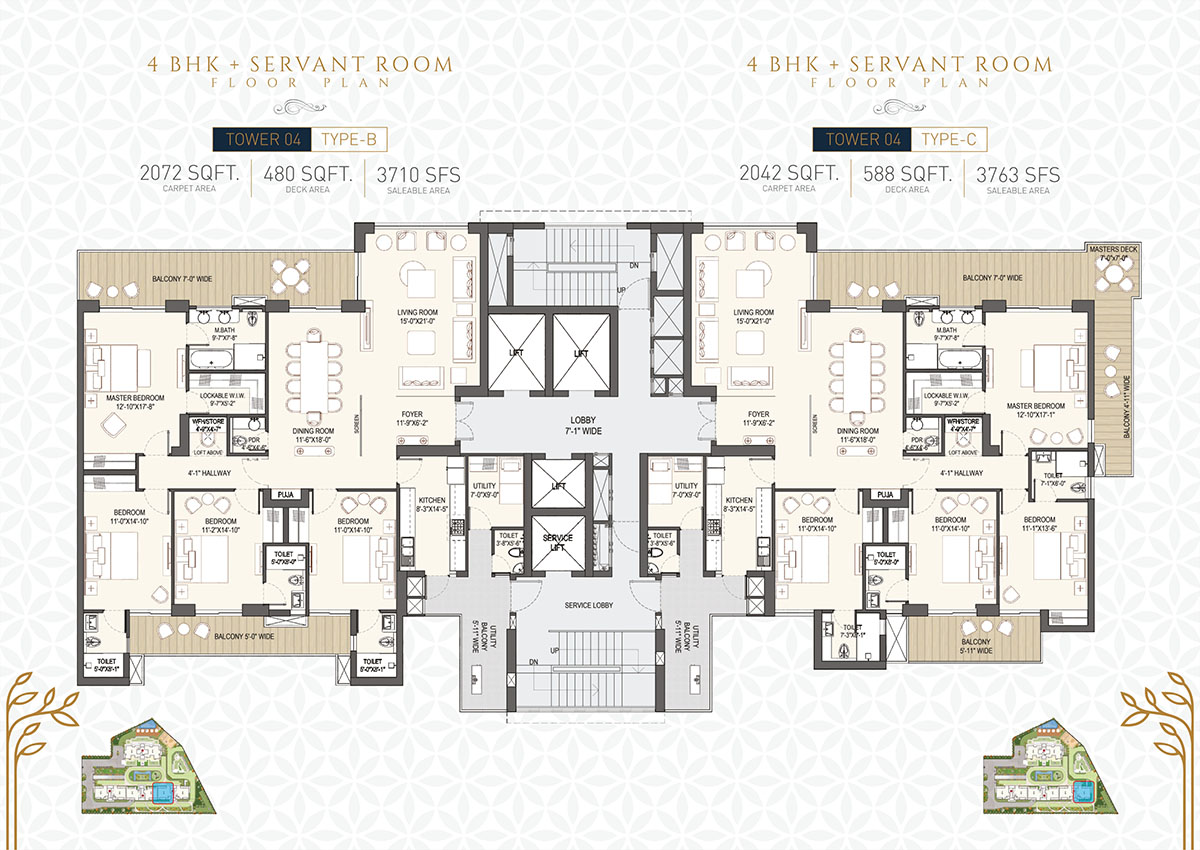 4 BHK + SERVANT ROOM
FLOOR PLAN
TOWER 04 TYPE-B
2072 SQFT.
CARPET AREA
480 SQFT.
DECK AREA
3710 SFS
SALEABLE AREA
4 BHK + SERVANT ROOM
FLOOR PLAN
TOWER 04 TYPE-C
2042 SQFT.
CARPET AREA
588 SQFT.
DECK AREA
3763 SFS
SALEABLE AREA
BALCONY 7'-0" WIDE
LIVING ROOM
15'-0"X21'-0"
M.BATH
9'-7"X7'-8"
MASTER BEDROOM
12'-10"X17'-8"
LOCKABLE W.I.W.
9'-7"X5'-2"
WFH/STORE
4'-0"X4'-7"
LOFT ABOVE
PDR
DINING ROOM
11'-6"X18'-0"
SCREEN
FOYER
11'-9"X6'-2"
4'-1" HALLWAY
BEDROOM
11'-0"X14'-10"
BEDROOM
11'-2"X14'-10"
PUJA
BEDROOM
11'-0"X14'-10"
TOILET
5'-0"X8'-0"
KITCHEN
8'-3"X14'-5"
UTILITY
7'-0"X9'-0"
TOILET
3'-8"X5'-6"
BALCONY 5'-0" WIDE
TOILET
5'-0"X8'-1"
TOILET
5'-0"X8'-1"
UTILITY
BALCONY
5'-11" WIDE
DN
UP
LIFT
LIFT
LOBBY
7'-1" WIDE
LIFT
SERVICE
LIFT
SERVICE LOBBY
UP
DN
LIVING ROOM
15'-0"X21'-0"
BALCONY 7'-0" WIDE
MASTERS DECK
7'-0"x7'-0"
M.BATH
9'-7"X7'-8"
LOCKABLE W.I.W.
9'-7"X5'-2"
MASTER BEDROOM
12'-10"X17'-1"
BALCONY 4'-11" WIDE
FOYER
11'-9"X6'-2"
SCREEN
DINING ROOM
11'-6"X18'-0"
PDR
WFH/STORE
4'-0"X4'-7"
LOFT ABOVE
4'-1" HALLWAY
TOILET
7'-1"X6'-0"
UTILITY
7'-0"X9'-0"
KITCHEN
8'-3"X14'-5"
TOILET
3'-8"X5'-6"
PUJA
BEDROOM
11'-0"X14'-10"
TOILET
5'-0"X8'-0"
BEDROOM
11'-0"X14'-10"
BEDROOM
11'-1"X13'-6"
UTILITY
BALCONY
5'-11" WIDE
TOILET
BALCONY
5'-11" WIDE